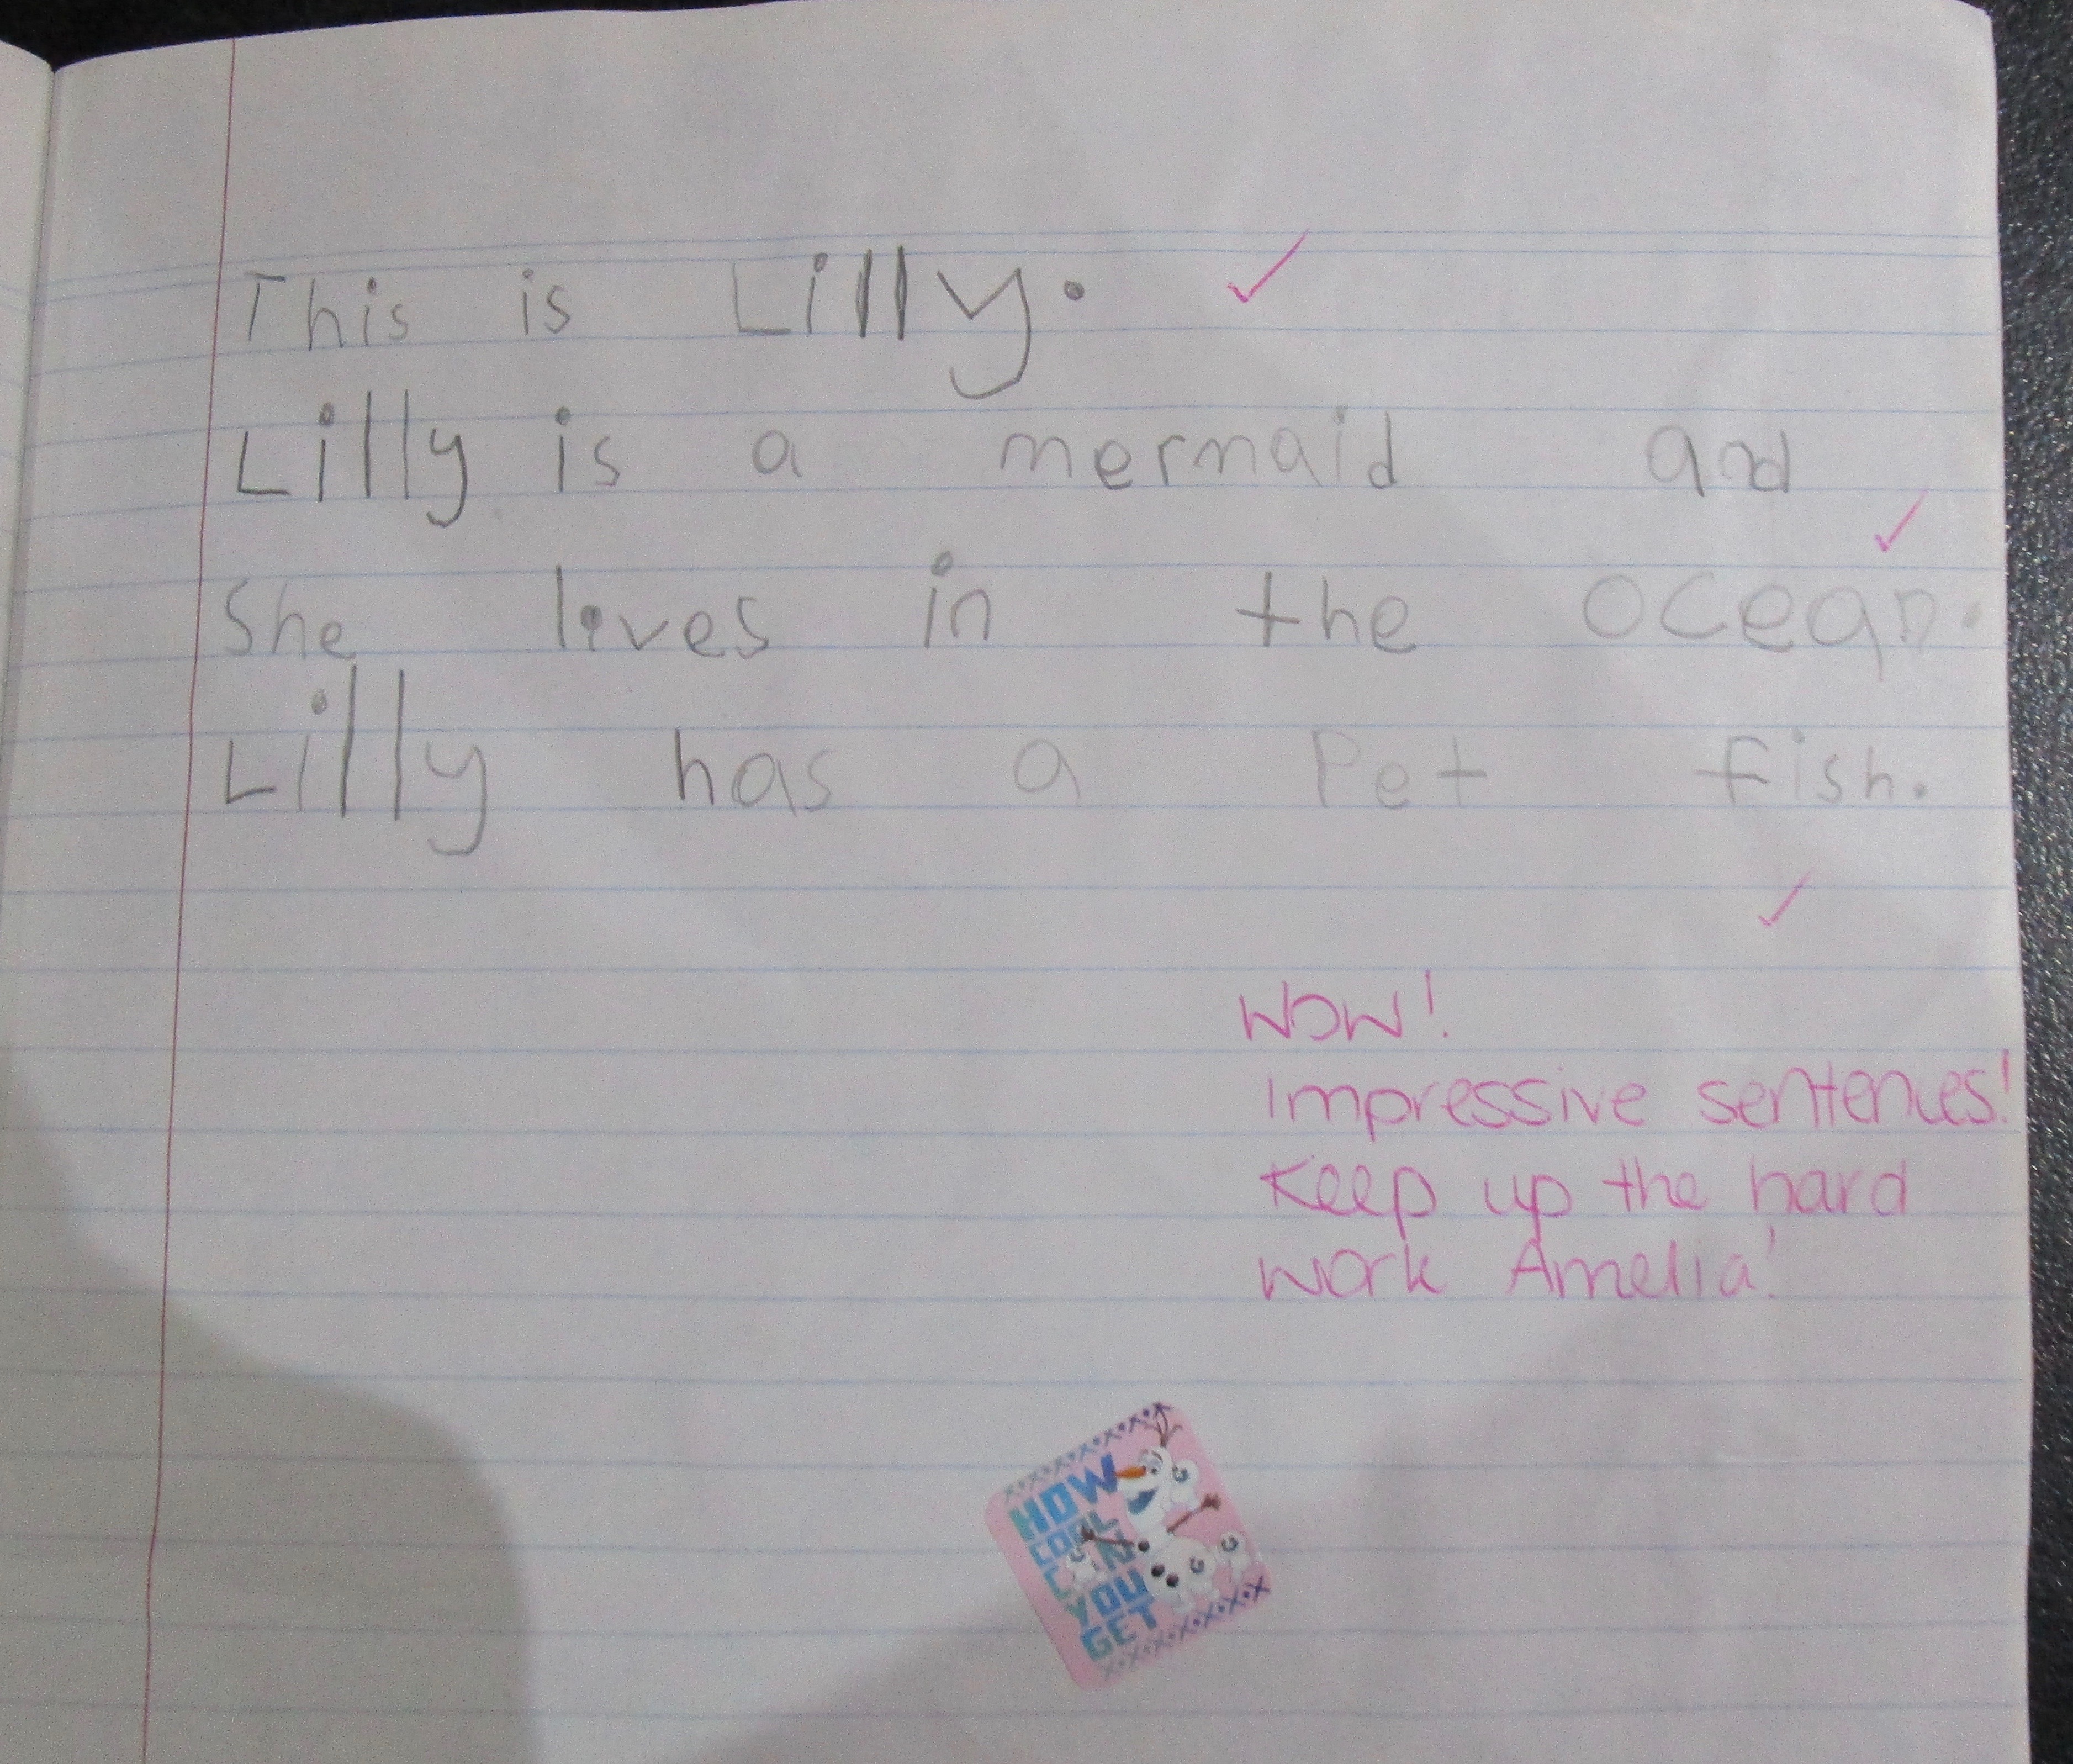 This is Lilly.
Lilly is a mermaid and
She lives in the ocean.
Lilly has a Pet fish.
WOW!
Impressive sentences!
Keep up the hard
work Amelia!
HOW
COOL
CAN
YOU
GET